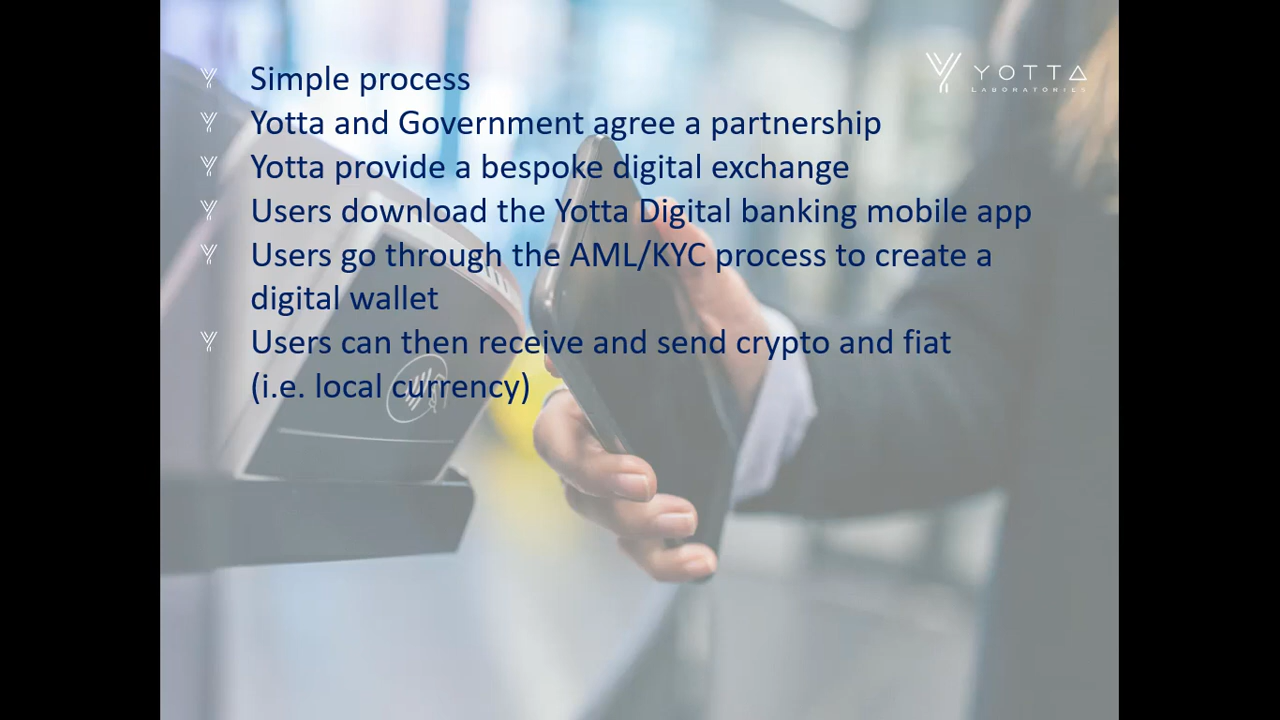 YOTTA
LABORATORIES
Simple process
Yotta and Government agree a partnership
Yotta provide a bespoke digital exchange
Users download the Yotta Digital banking mobile app
Users go through the AML/KYC process to create a
digital wallet
Users can then receive and send crypto and fiat
(i.e. local currency)